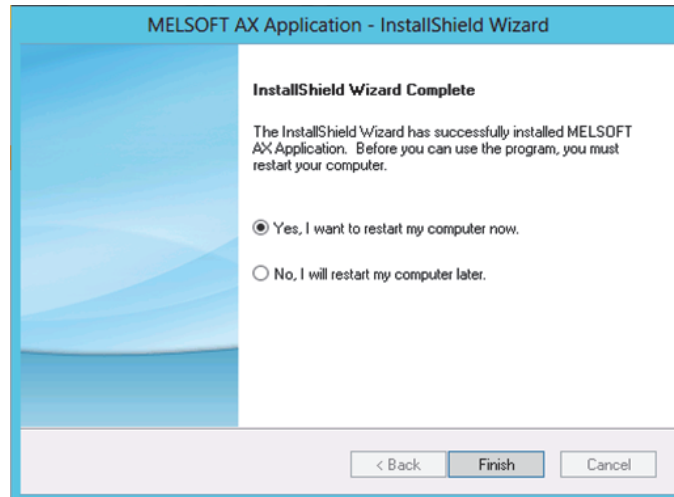 MELSOFT AX Application - InstallShield Wizard
InstallShield Wizard Complete
The InstallShield Wizard has successfully installed MELSOFT
AX Application. Before you can use the program, you must
restart your computer.
Yes, I want to restart my computer now.
No, I will restart my computer later.
< Back Finish Cancel